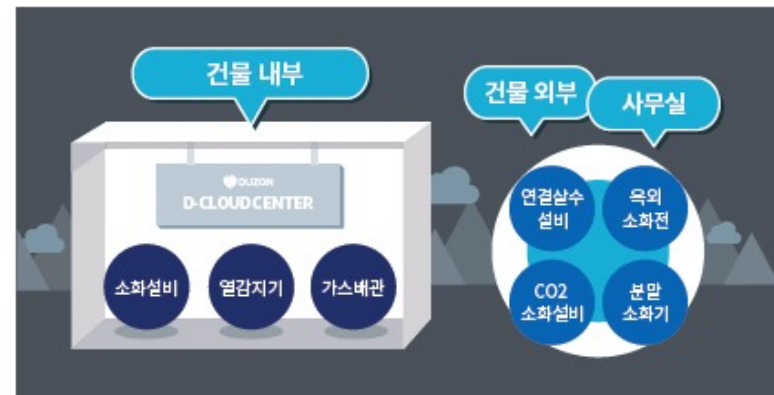 건물 내부
건물 외부
사무실
DUZON
D-CLOUDCENTER
소화설비
열감지기
가스배관
연결살수
설비
옥외
소화전
CO2
소화설비
분말
소화기